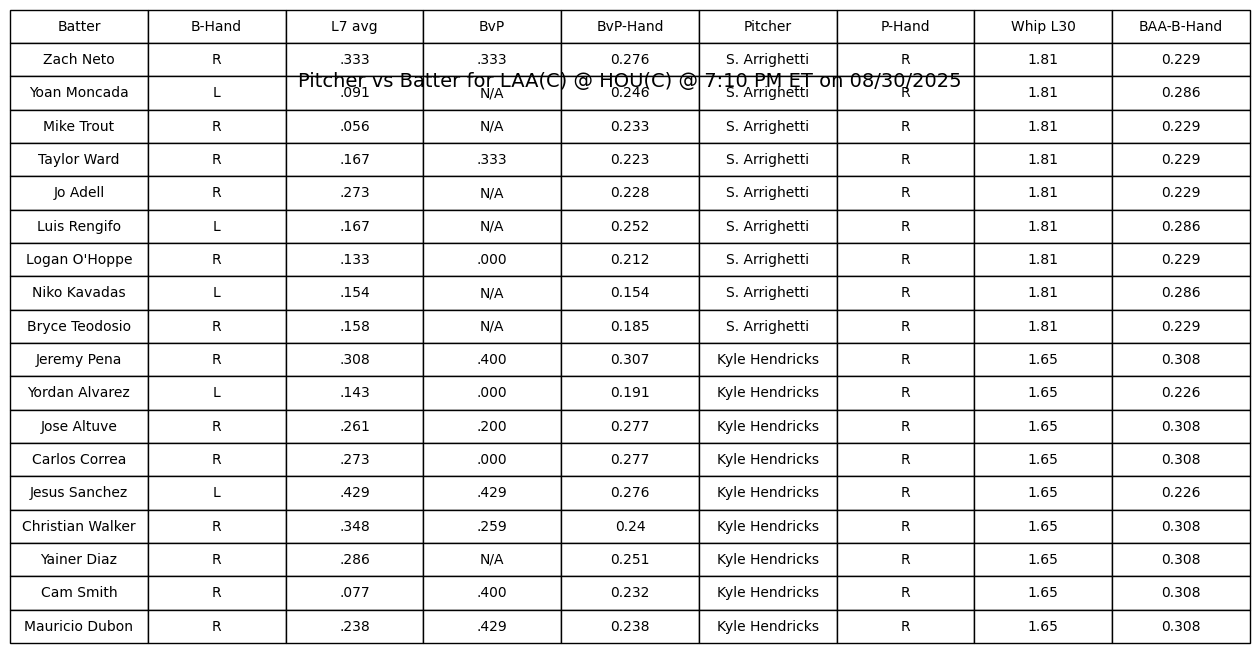 Batter B-Hand L7 avg BvP BvP-Hand Pitcher P-Hand Whip L30 BAA-B-Hand
Zach Neto R .333 .333 0.276 S. Arrighetti R 1.81 0.229
Pitcher vs Batter for LAA(C) @ HOU(C) @ 7:10 PM ET on 08/30/2025
Yoan Moncada L .091 N/A 0.246 S. Arrighetti R 1.81 0.286
Mike Trout R .056 N/A 0.233 S. Arrighetti R 1.81 0.229
Taylor Ward R .167 .333 0.223 S. Arrighetti R 1.81 0.229
Jo Adell R .273 N/A 0.228 S. Arrighetti R 1.81 0.229
Luis Rengifo L .167 N/A 0.252 S. Arrighetti R 1.81 0.286
Logan O'Hoppe R .133 .000 0.212 S. Arrighetti R 1.81 0.229
Niko Kavadas L .154 N/A 0.154 S. Arrighetti R 1.81 0.286
Bryce Teodosio R .158 N/A 0.185 S. Arrighetti R 1.81 0.229
Jeremy Pena R .308 .400 0.307 Kyle Hendricks R 1.65 0.308
Yordan Alvarez L .143 .000 0.191 Kyle Hendricks R 1.65 0.226
Jose Altuve R .261 .200 0.277 Kyle Hendricks R 1.65 0.308
Carlos Correa R .273 .000 0.277 Kyle Hendricks R 1.65 0.308
Jesus Sanchez L .429 .429 0.276 Kyle Hendricks R 1.65 0.226
Christian Walker R .348 .259 0.24 Kyle Hendricks R 1.65 0.308
Yainer Diaz R .286 N/A 0.251 Kyle Hendricks R 1.65 0.308
Cam Smith R .077 .400 0.232 Kyle Hendricks R 1.65 0.308
Mauricio Dubon R .238 .429 0.238 Kyle Hendricks R 1.65 0.308